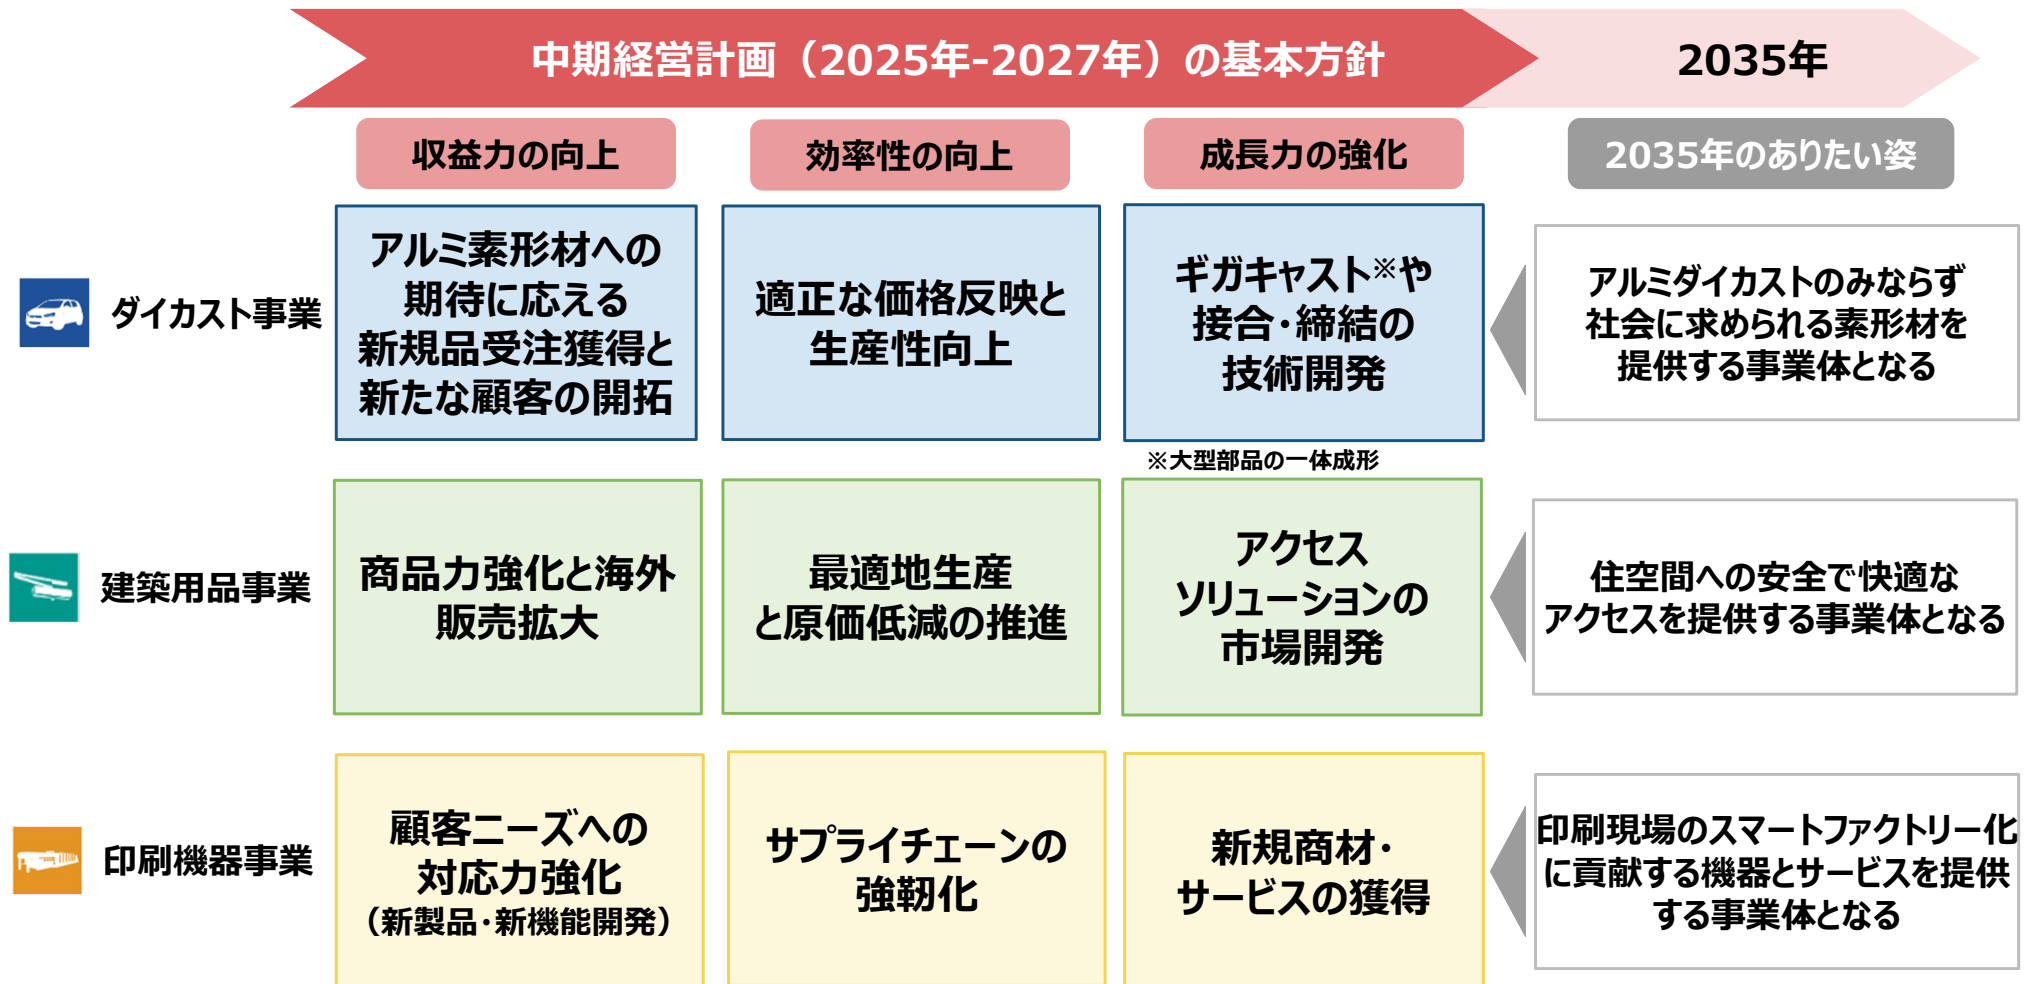 中期経営計画（2025年-2027年）の基本方針
2035年
収益力の向上
効率性の向上
成長力の強化
2035年のありたい姿
ダイカスト事業
アルミ素形材への
期待に応える
新規品受注獲得と
新たな顧客の開拓
適正な価格反映と
生産性向上
ギガキャスト※や
接合・締結の
技術開発
※大型部品の一体成形
アルミダイカストのみならず
社会に求められる素形材を
提供する事業体となる
建築用品事業
商品力強化と海外
販売拡大
最適地生産
と原価低減の推進
アクセス
ソリューションの
市場開発
住空間への安全で快適な
アクセスを提供する事業体となる
印刷機器事業
顧客ニーズへの
対応力強化
（新製品・新機能開発）
サプライチェーンの
強靭化
新規商材・
サービスの獲得
印刷現場のスマートファクトリー化
に貢献する機器とサービスを提供
する事業体となる